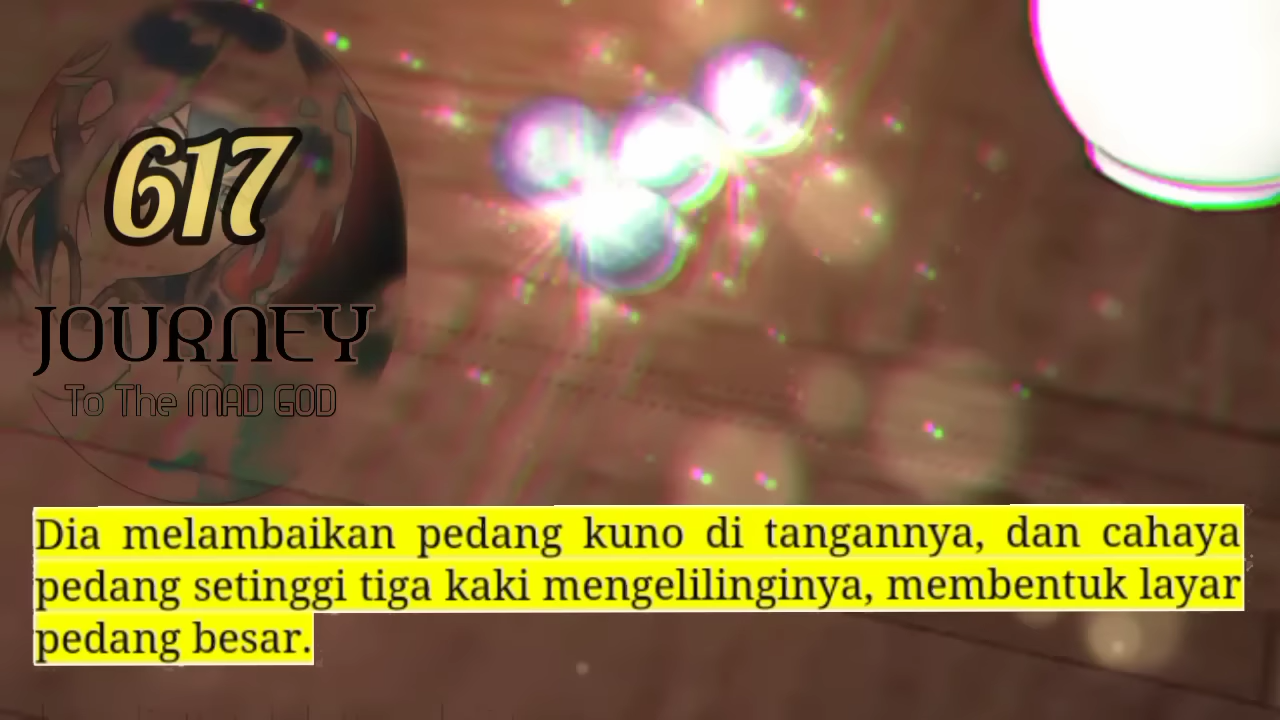 617
JOURNEY
To The MAD GOD
Dia melambaikan pedang kuno di tangannya, dan cahaya
pedang setinggi tiga kaki mengelilinginya, membentuk layar
pedang besar.